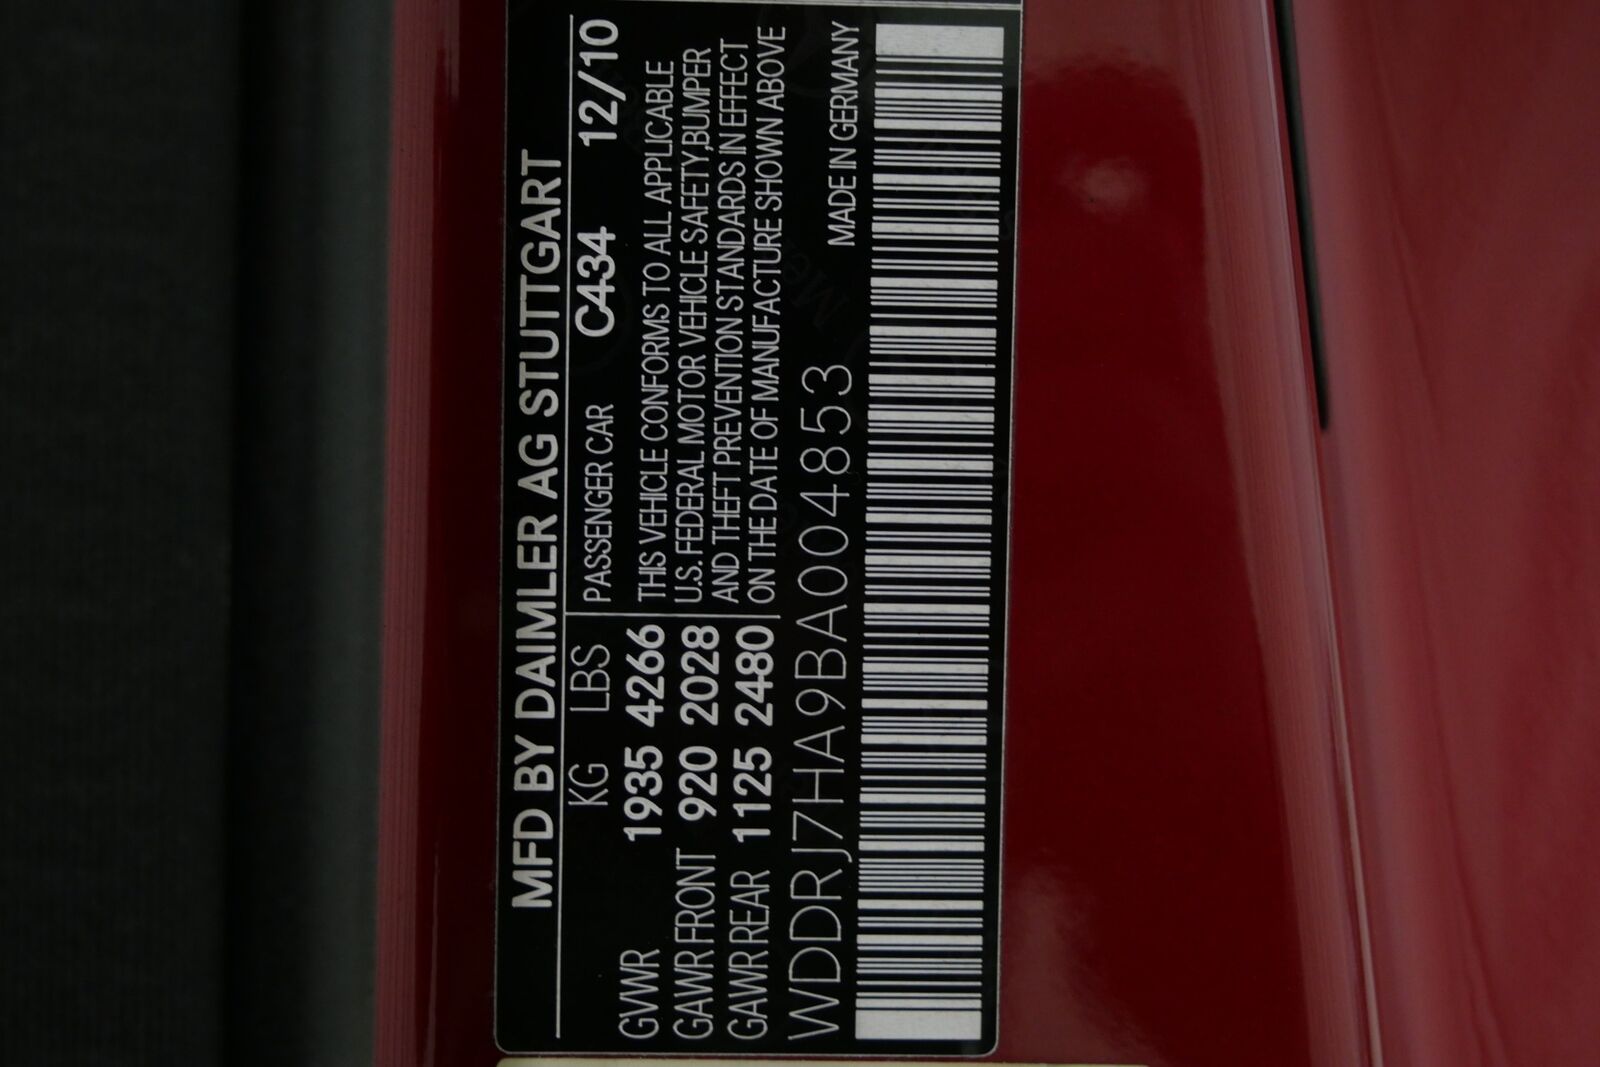 MFD BY DAIMLER AG STUTTGART
KG LBS PASSENGER CAR C434 12/10
GVWR 1935 4266 THIS VEHICLE CONFORMS TO ALL APPLICABLE
GAWR FRONT 920 2028 U.S. FEDERAL MOTOR VEHICLE SAFETY,BUMPER
AND THEFT PREVENTION STANDARDS IN EFFECT
GAWR REAR 1125 2480 ON THE DATE OF MANUFACTURE SHOWN ABOVE
WDDRJ7HA9BA004853 MADE IN GERMANY